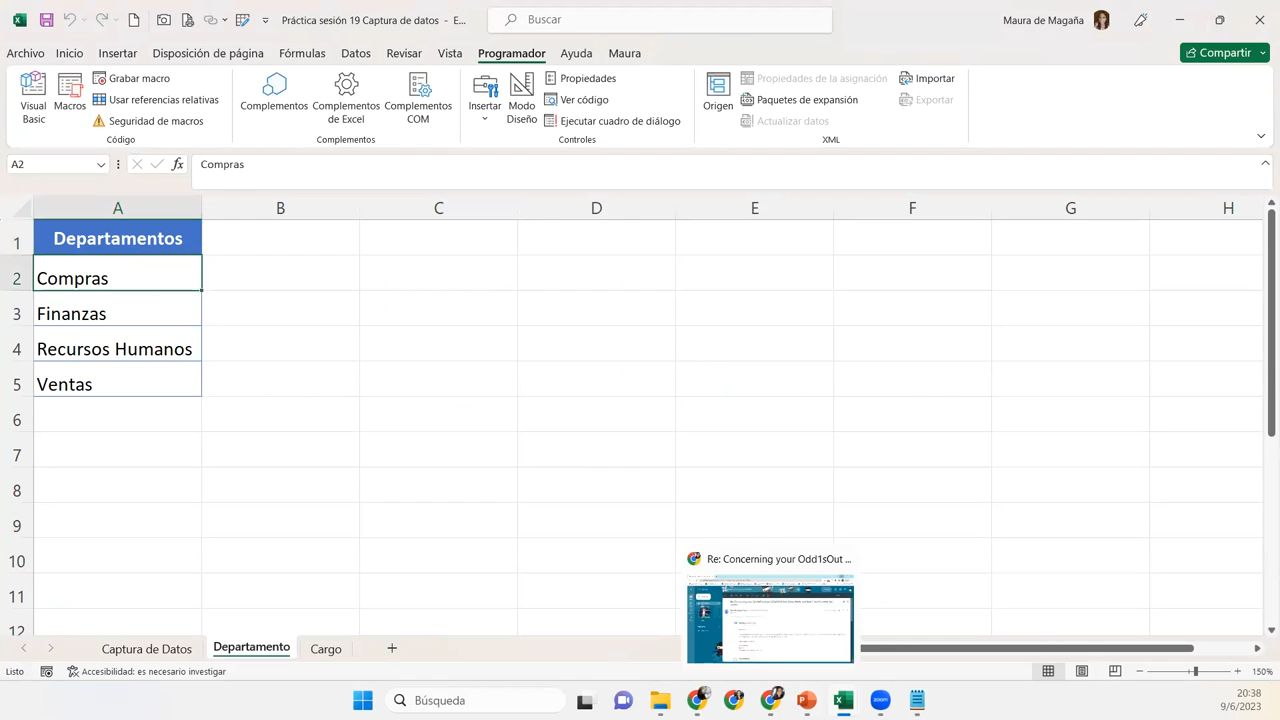 Práctica sesión 19 Captura de datos - E...
Buscar
Maura de Magaña
Archivo Inicio Insertar Disposición de página Fórmulas Datos Revisar Vista Programador Ayuda Maura
Compartir
Visual Basic
Macros
Grabar macro
Usar referencias relativas
Seguridad de macros
Código
Complementos
Complementos de Excel
Complementos COM
Complementos
Insertar
Modo Diseño
Propiedades
Ver código
Ejecutar cuadro de diálogo
Controles
Origen
Propiedades de la asignación
Paquetes de expansión
Actualizar datos
Importar
Exportar
XML
A2
fx
Compras
A B C D E F G H
1 Departamentos
2 Compras
3 Finanzas
4 Recursos Humanos
5 Ventas
6
7
8
9
10
11
12
Re: Concerning your Odd1sOut ...
Captura de Datos Departamento Cargo +
Listo
Accesibilidad: es necesario investigar
150%
Búsqueda
zoom
20:38
9/6/2023